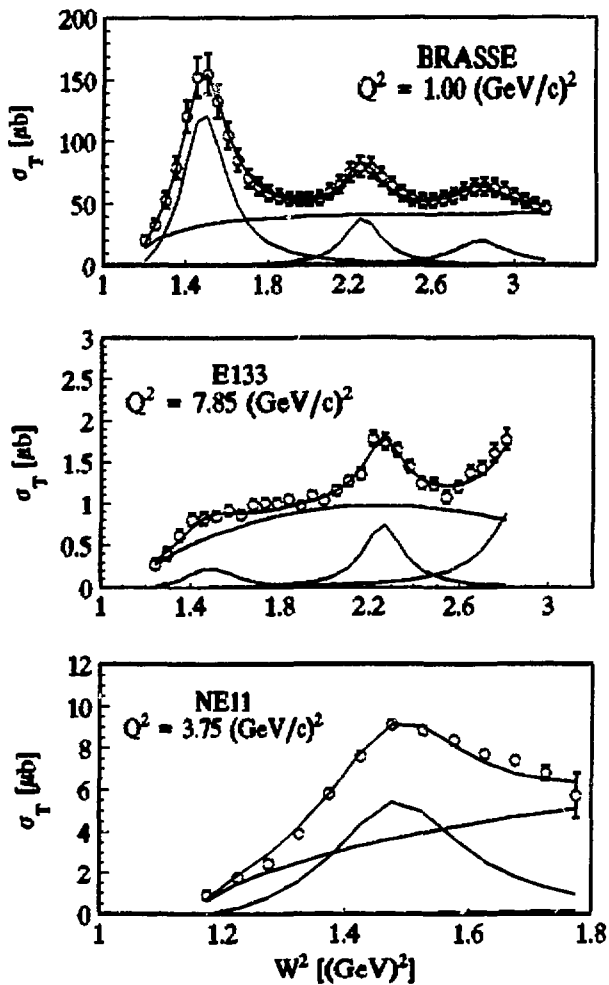 200
150
100
50
0
σ_T [μb]
BRASSE
Q² = 1.00 (GeV/c)²
1 1.4 1.8 2.2 2.6 3
3
2.5
2
1.5
1
0.5
0
σ_T [μb]
E133
Q² = 7.85 (GeV/c)²
1 1.4 1.8 2.2 2.6 3
12
10
8
6
4
2
0
σ_T [μb]
NE11
Q² = 3.75 (GeV/c)²
1 1.2 1.4 1.6 1.8
W² [(GeV)²]